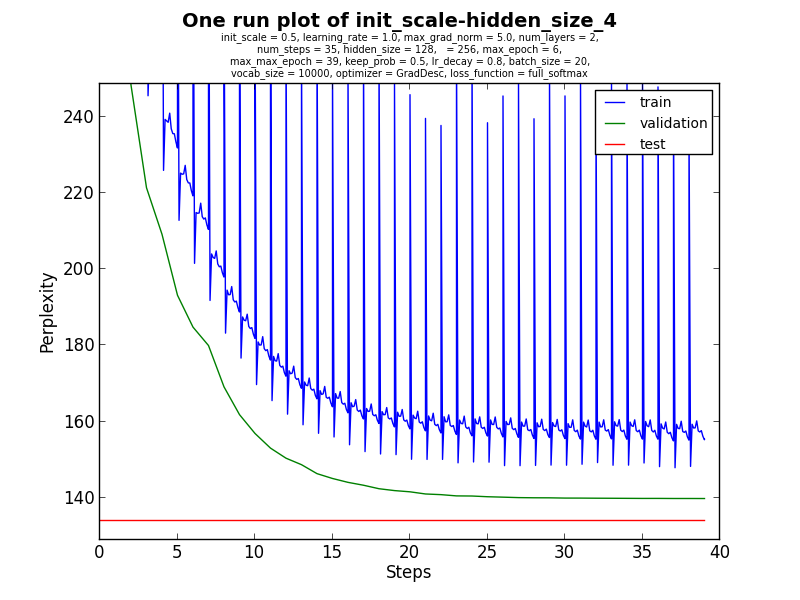 One run plot of init_scale-hidden_size_4
init_scale = 0.5, learning_rate = 1.0, max_grad_norm = 5.0, num_layers = 2,
num_steps = 35, hidden_size = 128,   = 256, max_epoch = 6,
max_max_epoch = 39, keep_prob = 0.5, lr_decay = 0.8, batch_size = 20,
vocab_size = 10000, optimizer = GradDesc, loss_function = full_softmax
train
validation
test
240
220
200
180
160
140
Perplexity
0 5 10 15 20 25 30 35 40
Steps